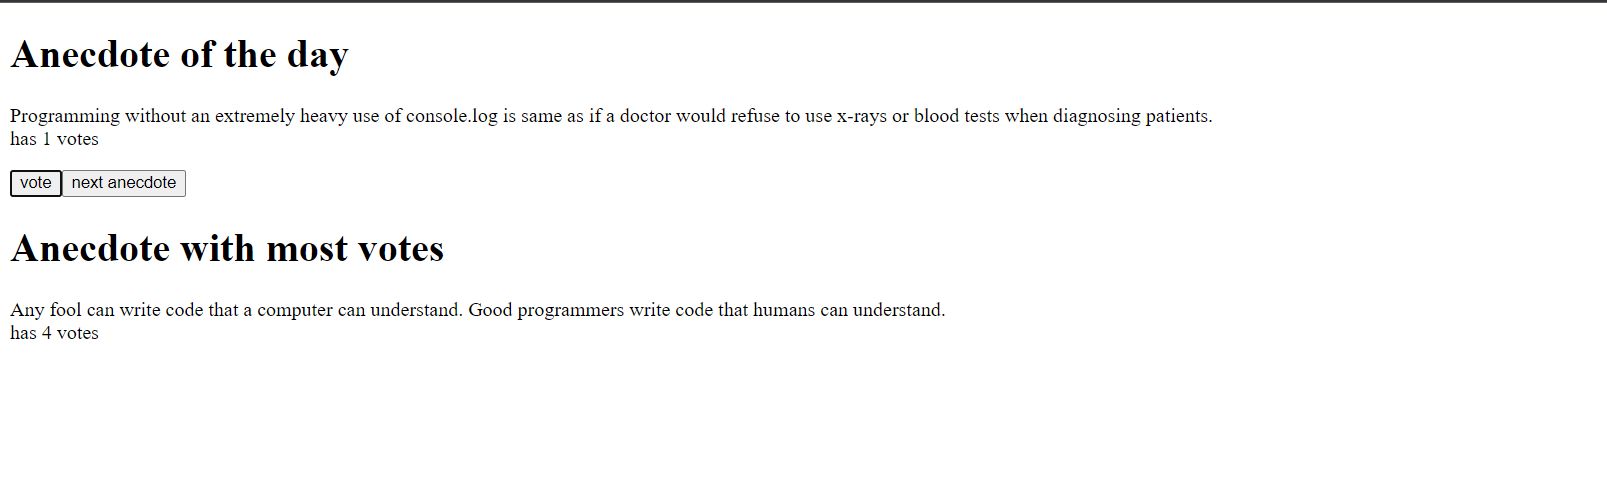 Anecdote of the day
Programming without an extremely heavy use of console.log is same as if a doctor would refuse to use x-rays or blood tests when diagnosing patients.
has 1 votes
vote next anecdote
Anecdote with most votes
Any fool can write code that a computer can understand. Good programmers write code that humans can understand.
has 4 votes